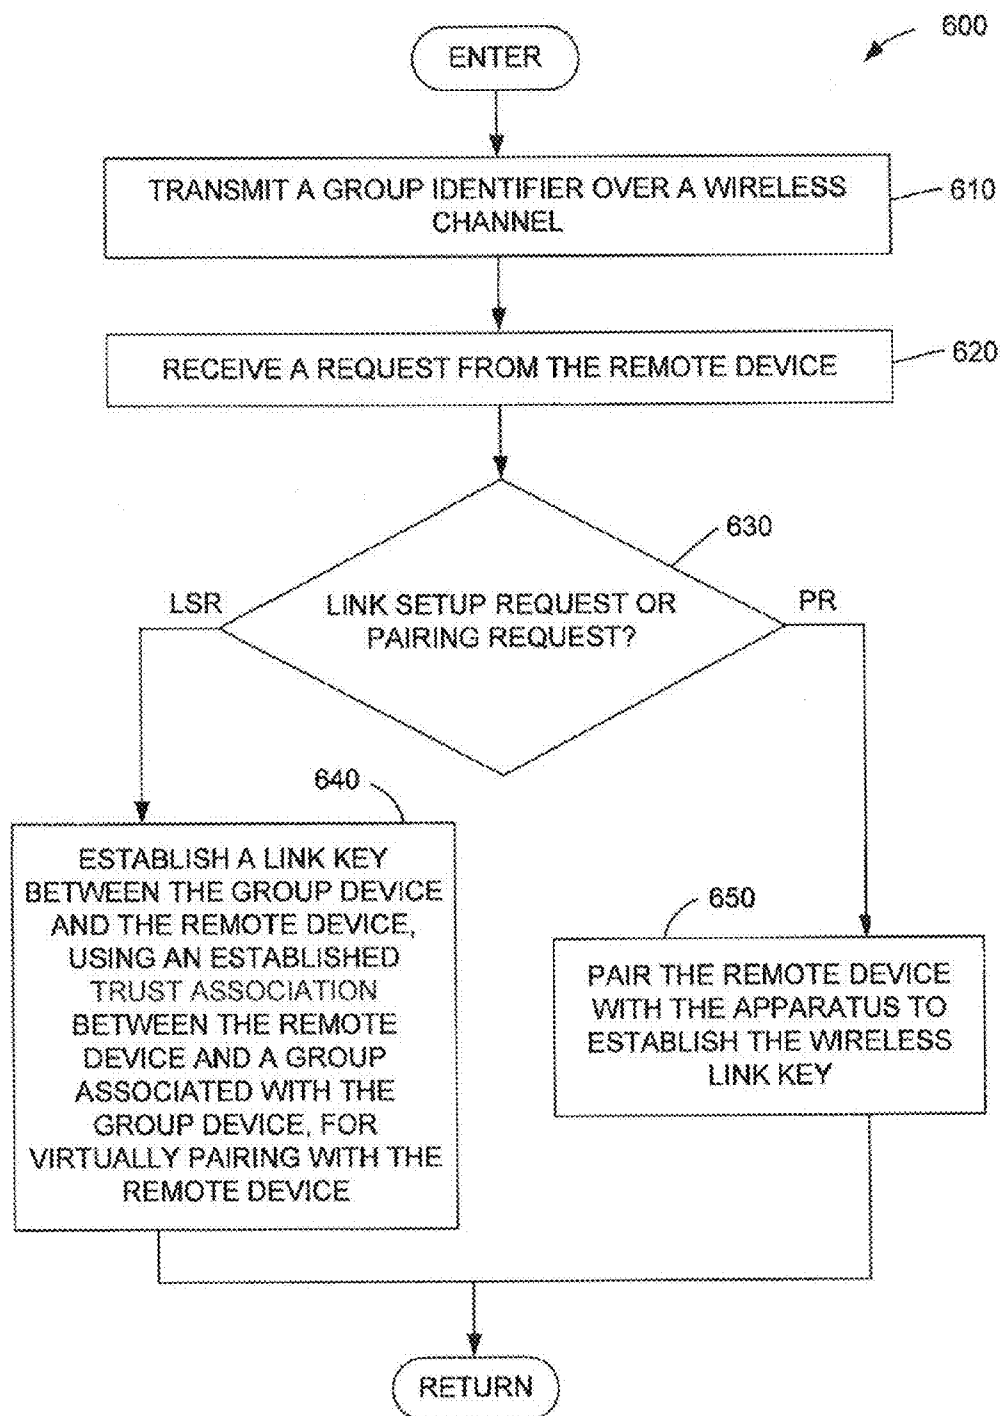 600
ENTER
TRANSMIT A GROUP IDENTIFIER OVER A WIRELESS
CHANNEL
610
RECEIVE A REQUEST FROM THE REMOTE DEVICE
620
630
LSR
LINK SETUP REQUEST OR
PAIRING REQUEST?
PR
640
ESTABLISH A LINK KEY
BETWEEN THE GROUP DEVICE
AND THE REMOTE DEVICE,
USING AN ESTABLISHED
TRUST ASSOCIATION
BETWEEN THE REMOTE
DEVICE AND A GROUP
ASSOCIATED WITH THE
GROUP DEVICE, FOR
VIRTUALLY PAIRING WITH THE
REMOTE DEVICE
650
PAIR THE REMOTE DEVICE
WITH THE APPARATUS TO
ESTABLISH THE WIRELESS
LINK KEY
RETURN